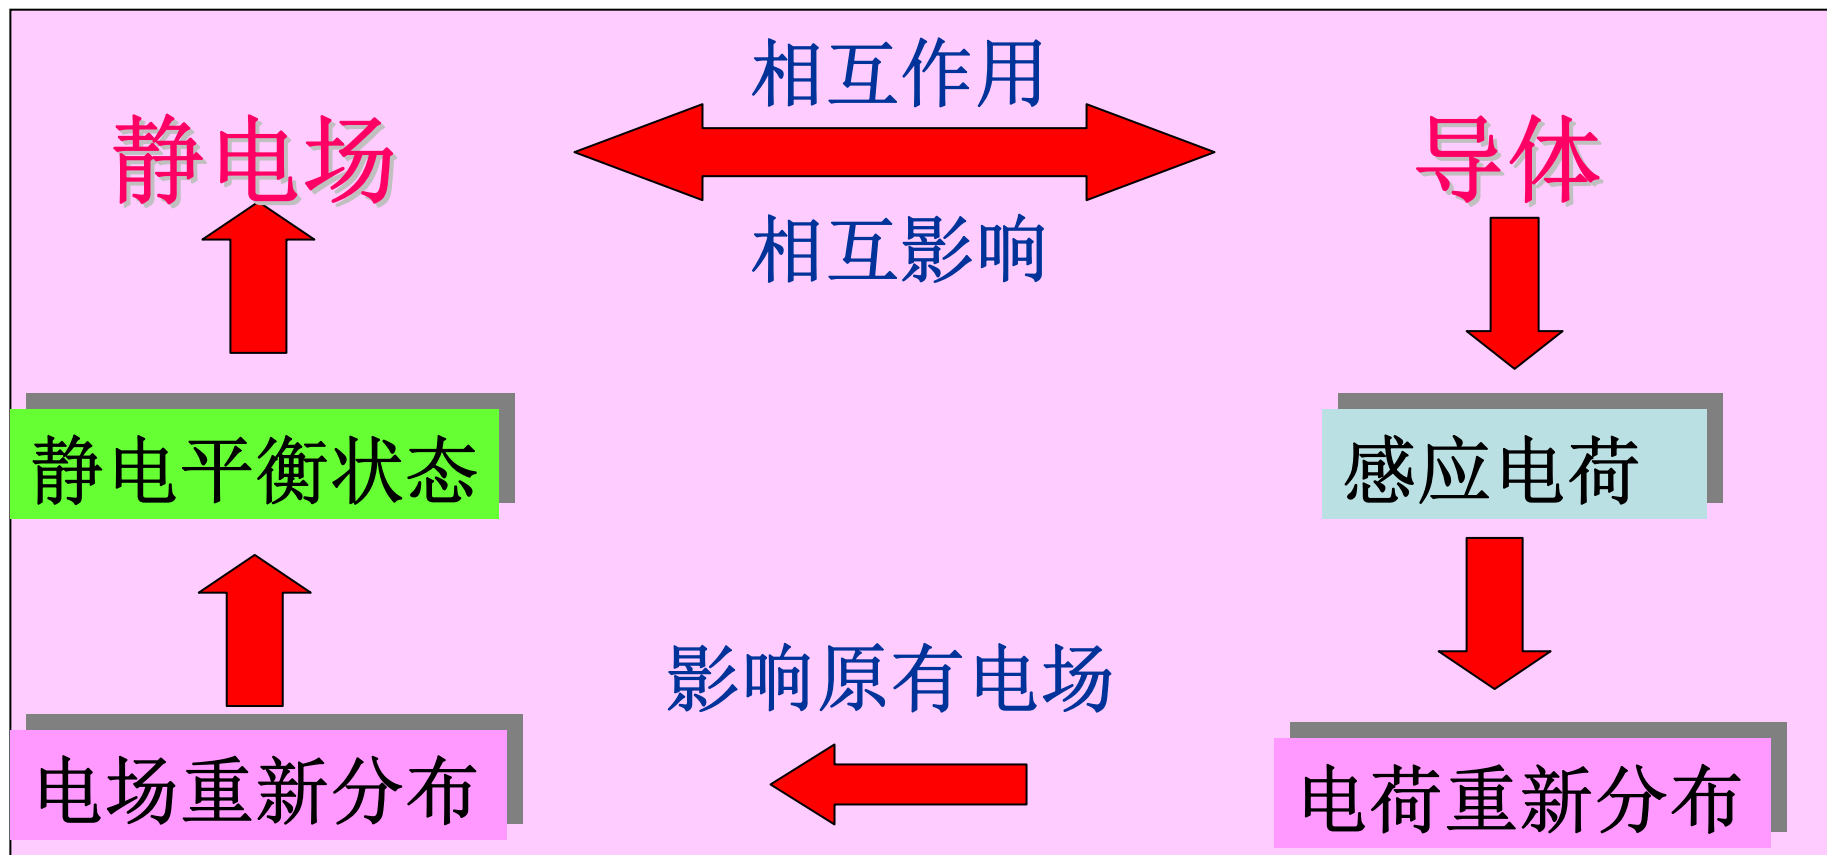 相互作用
静电场
导体
相互影响
静电平衡状态
感应电荷
影响原有电场
电场重新分布
电荷重新分布